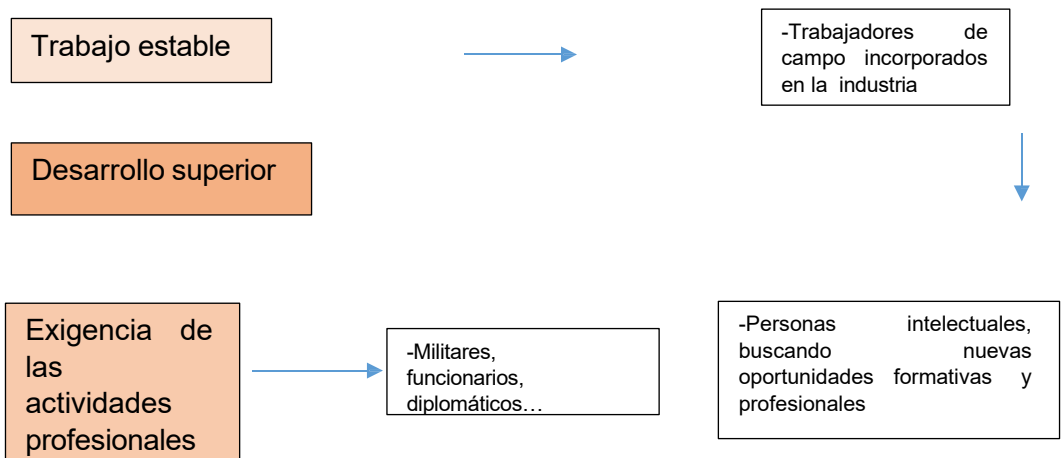 Trabajo estable
-Trabajadores de
campo incorporados
en la industria
Desarrollo superior
Exigencia de
las
actividades
profesionales
-Militares,
funcionarios,
diplomáticos…
-Personas intelectuales,
buscando nuevas
oportunidades formativas y
profesionales